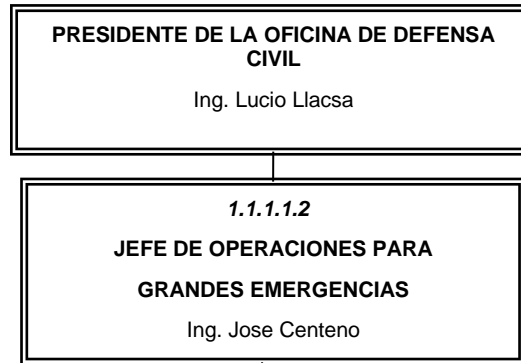 PRESIDENTE DE LA OFICINA DE DEFENSA
CIVIL
Ing. Lucio Llacsa
1.1.1.1.2
JEFE DE OPERACIONES PARA
GRANDES EMERGENCIAS
Ing. Jose Centeno